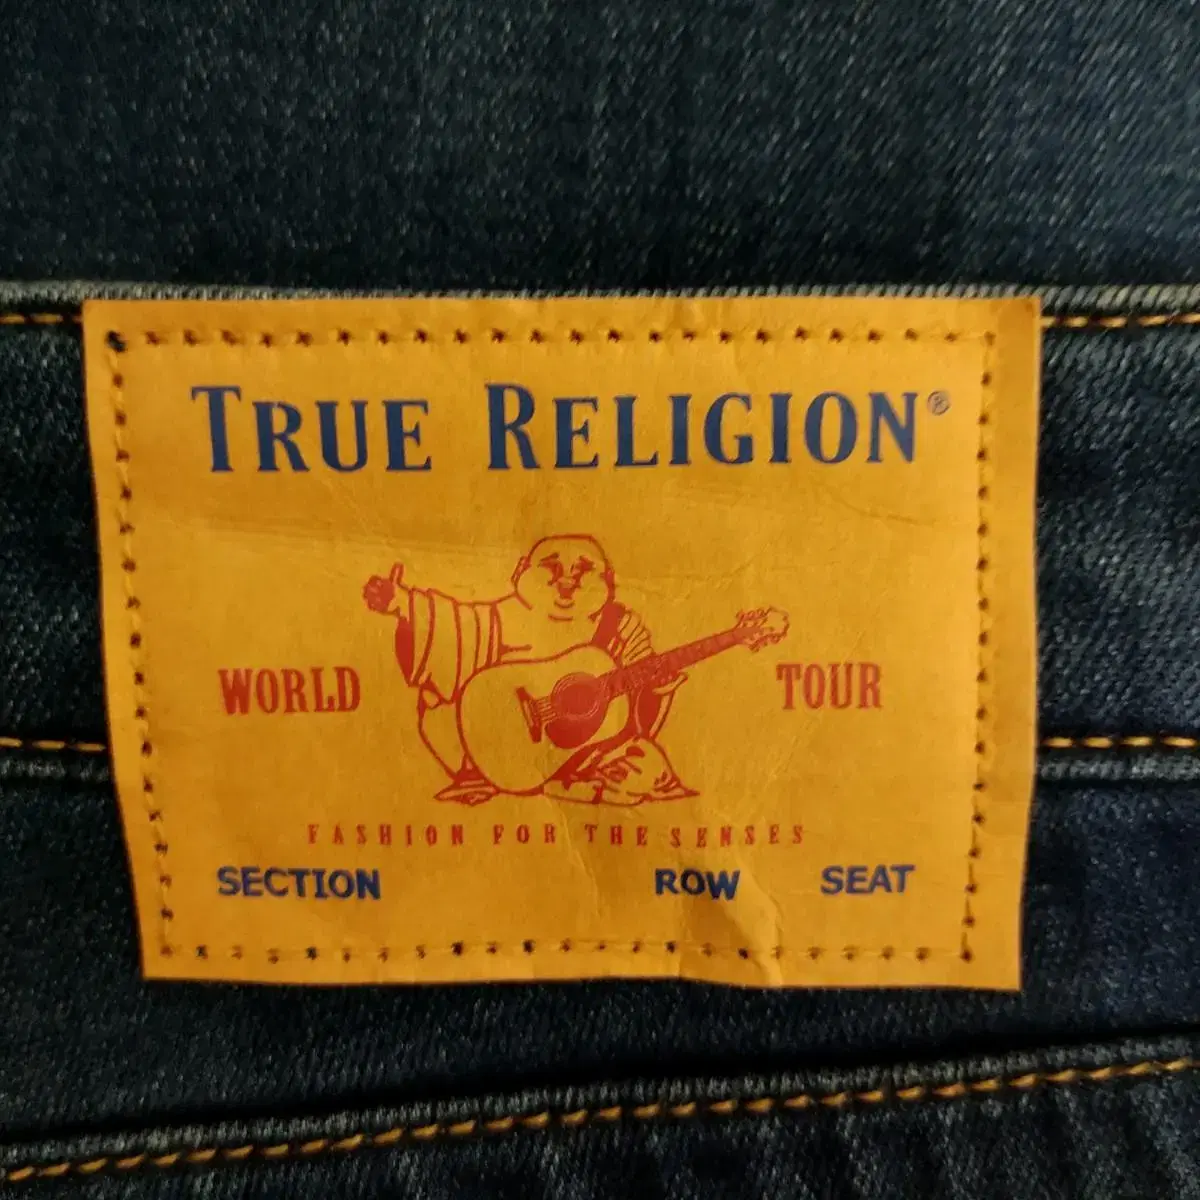 TRUE RELIGION®
WORLD TOUR
FASHION FOR THE SENSES
SECTION ROW SEAT